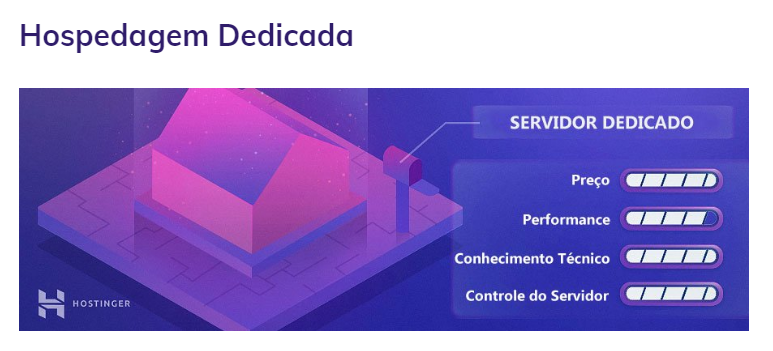 Hospedagem Dedicada
SERVIDOR DEDICADO
Preço
Performance
Conhecimento Técnico
Controle do Servidor
HOSTINGER